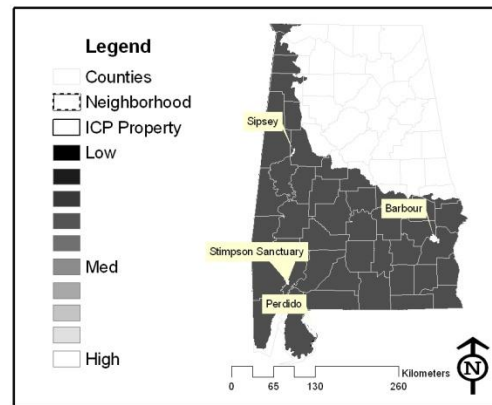 Legend
Counties
Neighborhood
ICP Property
Low
Med
High
Sipsey
Barbour
Stimpson Sanctuary
Perdido
Kilometers
0 65 130 260
N